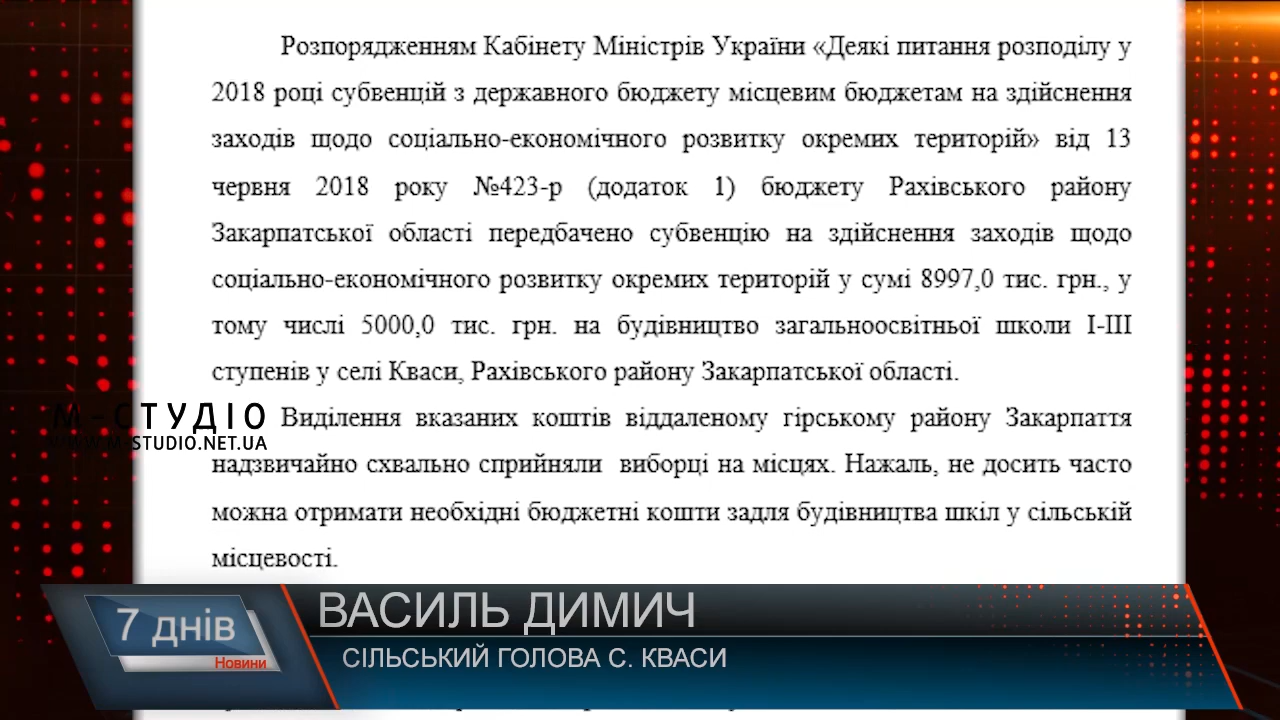 Розпорядженням Кабінету Міністрів України «Деякі питання розподілу у
2018 році субвенцій з державного бюджету місцевим бюджетам на здійснення
заходів щодо соціально-економічного розвитку окремих територій» від 13
червня 2018 року №423-р (додаток 1) бюджету Рахівського району
Закарпатської області передбачено субвенцію на здійснення заходів щодо
соціально-економічного розвитку окремих територій у сумі 8997,0 тис. грн., у
тому числі 5000,0 тис. грн. на будівництво загальноосвітньої школи І-ІІІ
ступенів у селі Кваси, Рахівського району Закарпатської області.
Виділення вказаних коштів віддаленому гірському району Закарпаття
надзвичайно схвально сприйняли виборці на місцях. Нажаль, не досить часто
можна отримати необхідні бюджетні кошти задля будівництва шкіл у сільській
місцевості.
М-СТУДІО
WWW.M-STUDIO.NET.UA
7 днів
Новини
ВАСИЛЬ ДИМИЧ
СІЛЬСЬКИЙ ГОЛОВА С. КВАСИ